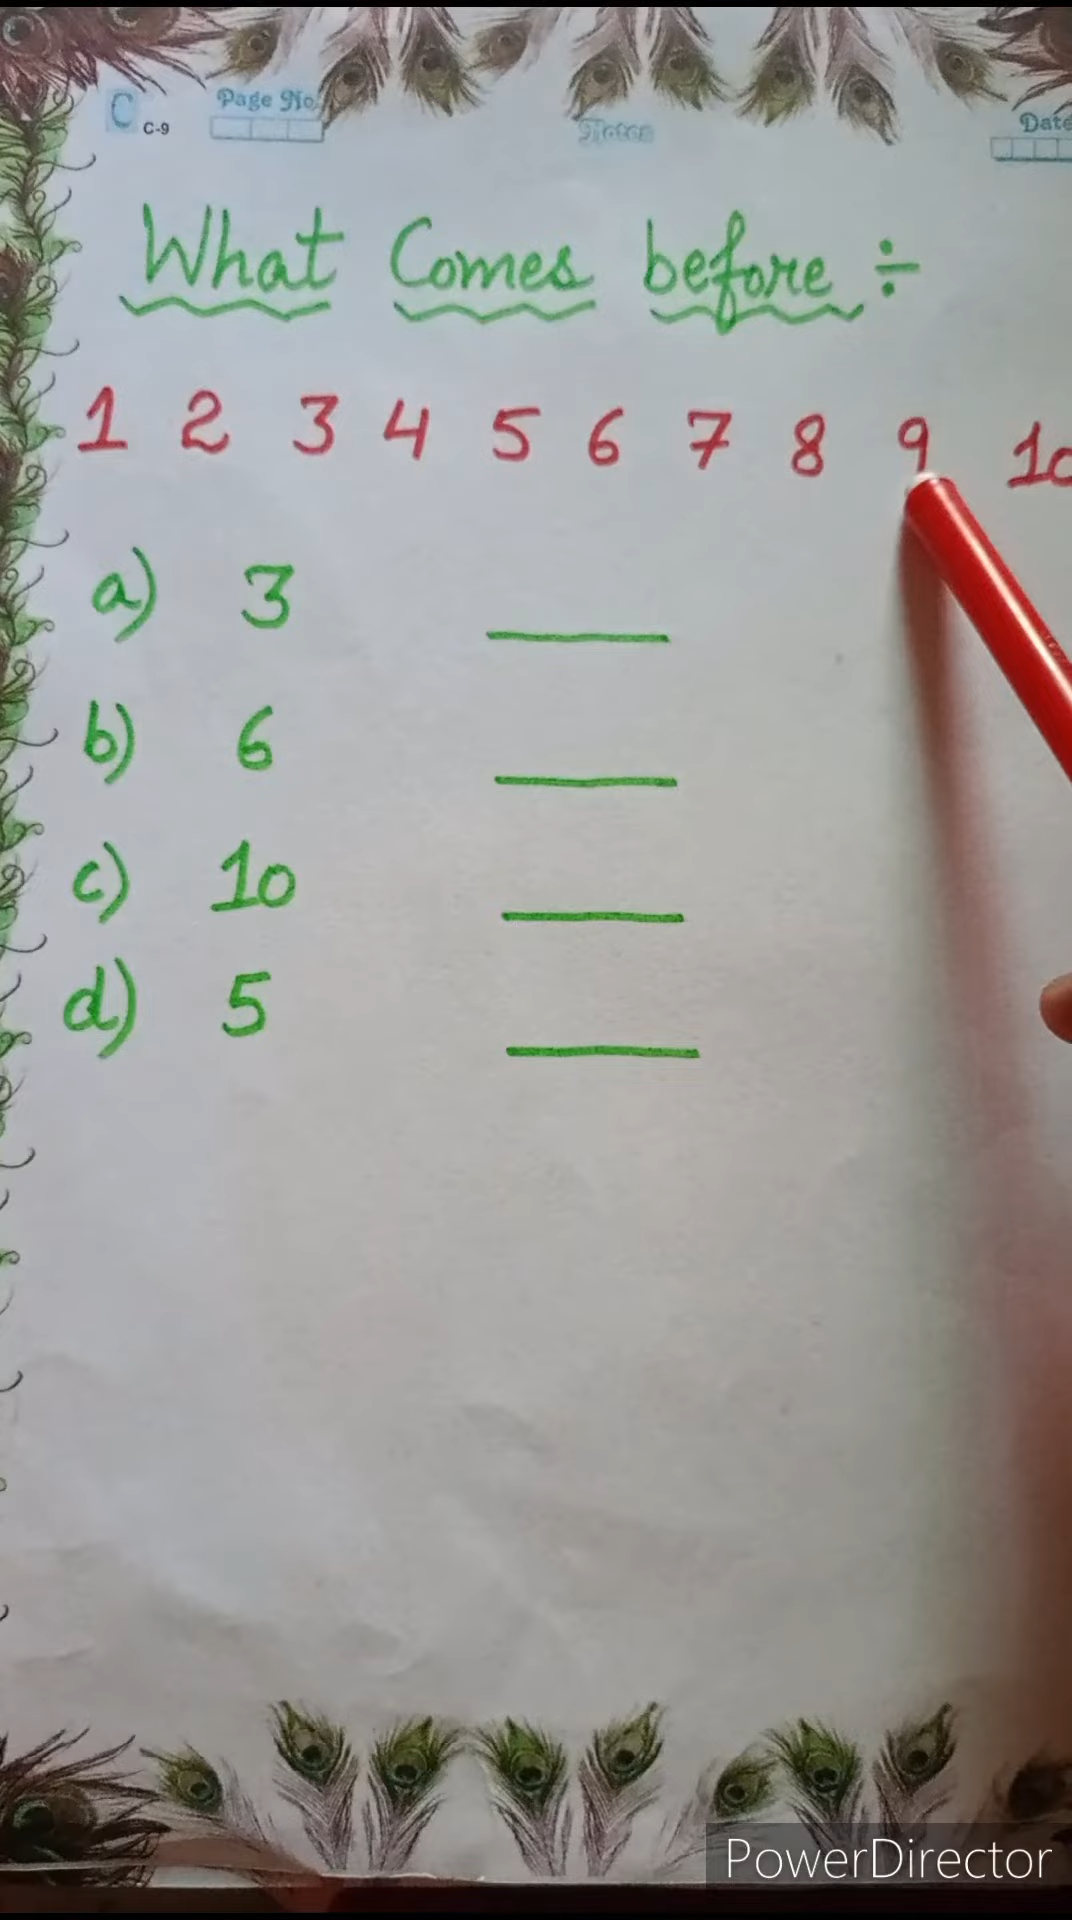 C C-9 Page No. Notes Date
What Comes before ÷
1 2 3 4 5 6 7 8 9 10
a) 3 ____
b) 6 ____
c) 10 ____
d) 5 ____
PowerDirector